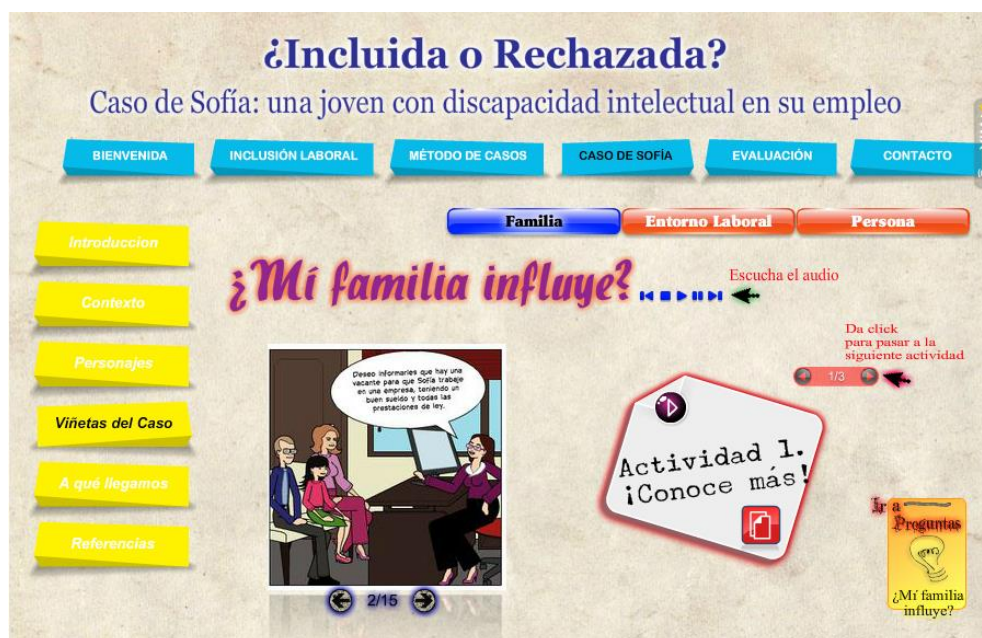 ¿Incluida o Rechazada?
Caso de Sofía: una joven con discapacidad intelectual en su empleo
BIENVENIDA
INCLUSIÓN LABORAL
MÉTODO DE CASOS
CASO DE SOFÍA
EVALUACIÓN
CONTACTO
Familia
Entorno Laboral
Persona
Introduccion
Contexto
Personajes
Viñetas del Caso
A qué llegamos
Referencias
¿Mí familia influye?
Escucha el audio
Da click
para pasar a la
siguiente actividad
1/3
Deseo informarles que hay una
vacante para que Sofía trabaje
en una empresa, teniendo un
buen sueldo y todas las
prestaciones de ley.
2/15
Actividad 1.
¡Conoce más!
Ir a
Preguntas
¿Mí familia
influye?